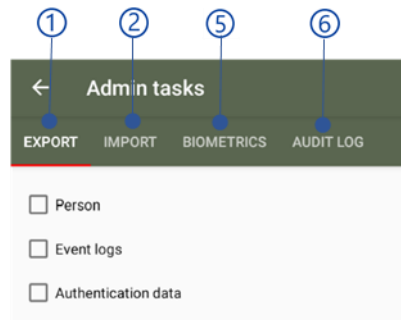 1 2 5 6
← Admin tasks
EXPORT IMPORT BIOMETRICS AUDIT LOG
Person
Event logs
Authentication data